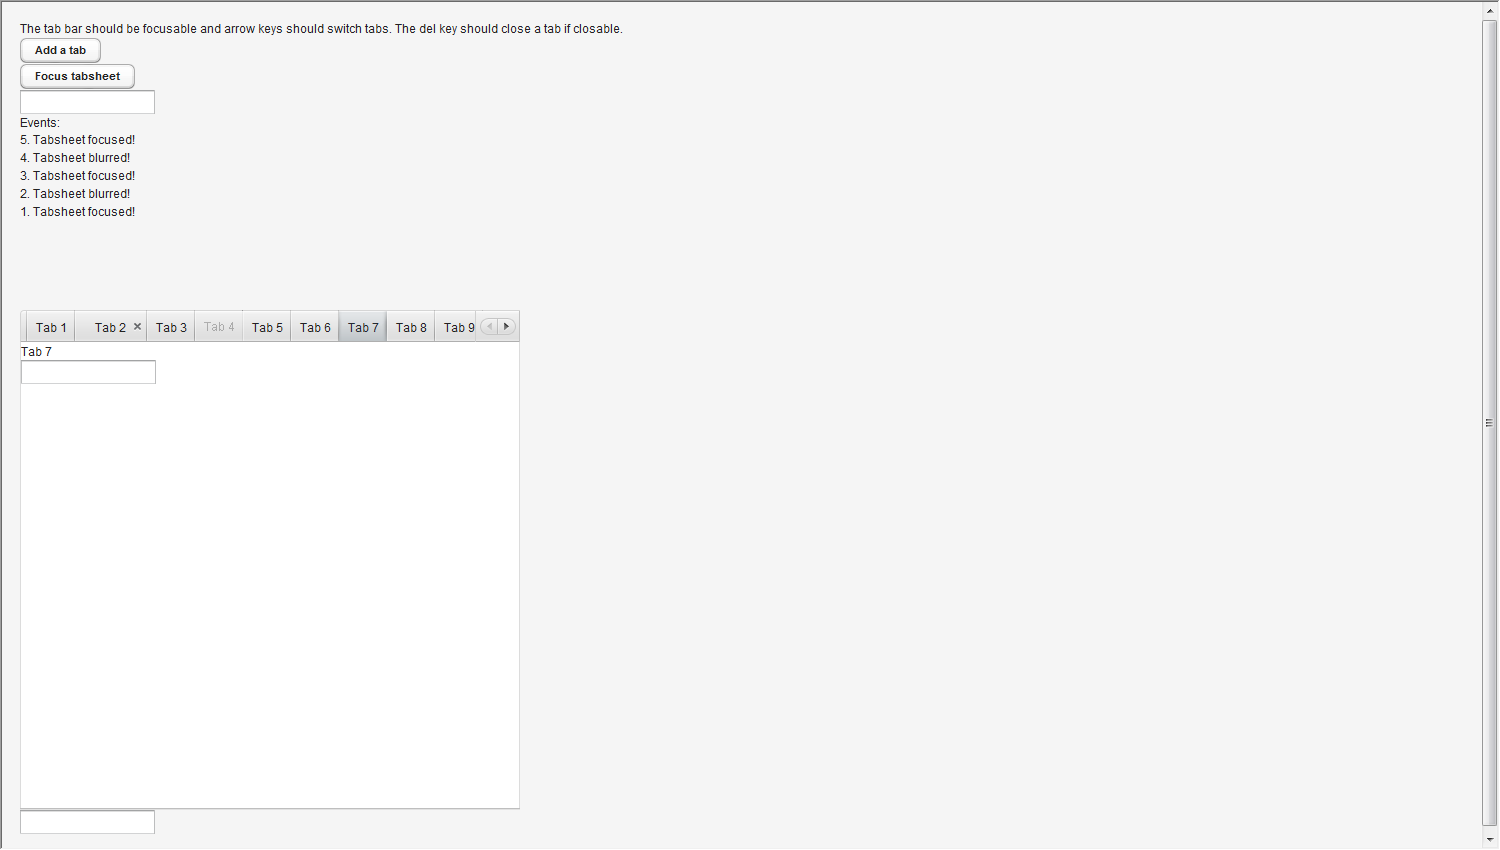 The tab bar should be focusable and arrow keys should switch tabs. The del key should close a tab if closable.
Add a tab
Focus tabsheet
Events:
5. Tabsheet focused!
4. Tabsheet blurred!
3. Tabsheet focused!
2. Tabsheet blurred!
1. Tabsheet focused!
Tab 1 Tab 2 Tab 3 Tab 4 Tab 5 Tab 6 Tab 7 Tab 8 Tab 9
Tab 7